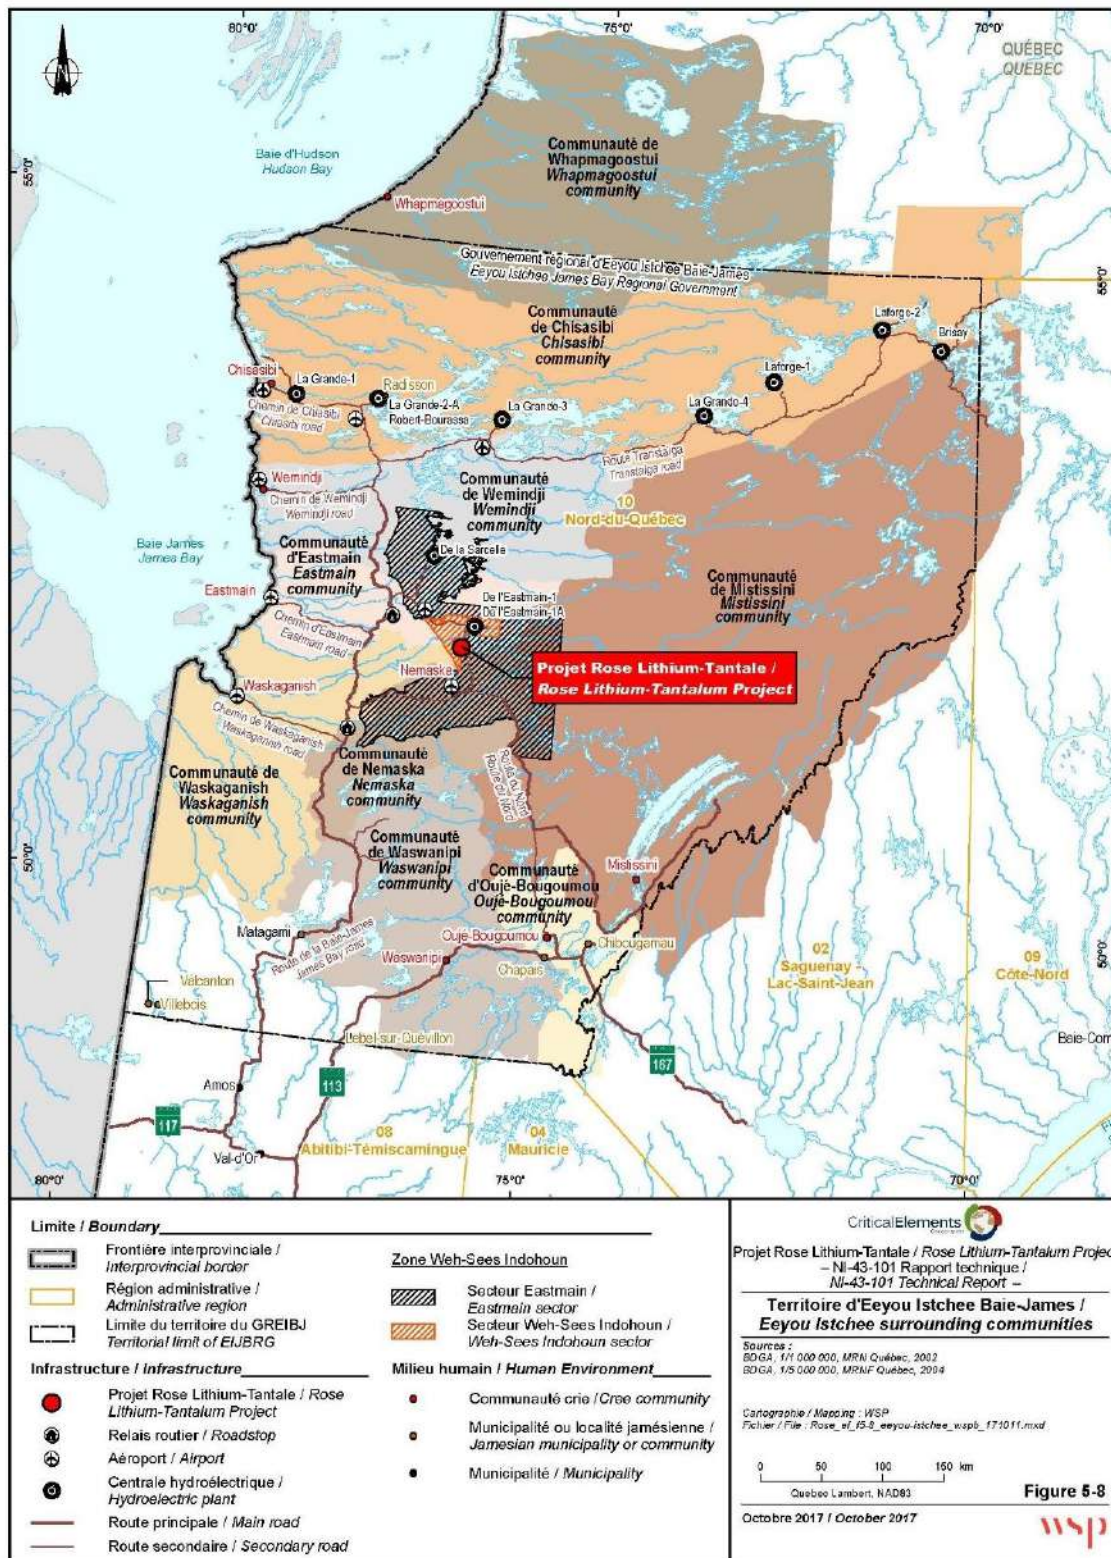 80°0'
75°0'
70°0'
QUÉBEC
QUEBEC
Baie d'Hudson
Hudson Bay
55°0'
Communauté de
Whapmagoostui
Whapmagoostui
community
Whapmagoostui
Gouvernement régional d'Eeyou Istchee Baie-James
Eeyou Istchee James Bay Regional Government
55°0'
Communauté
de Chisasibi
Chisasibi
community
Laforge-2
Brisay
Chisasibi
La Grande-1
Radisson
Laforge-1
La Grande-2-A
Robert-Bourassa
La Grande-3
La Grande-4
Chemin de Chisasibi
Chisasibi road
Route Transtaïga
Transtaiga road
Wemindji
Chemin de Wemindji
Wemindji road
Communauté
de Wemindji
Wemindji
community
10
Nord-du-Québec
Baie James
James Bay
Communauté
d'Eastmain
Eastmain
community
De la Sarcelle
Communauté
de Mistissini
Mistissini
community
Eastmain
De l'Eastmain-1
De l'Eastmain-1A
Chemin d'Eastmain
Eastmain road
Projet Rose Lithium-Tantale /
Rose Lithium-Tantalum Project
Nemaska
Waskaganish
Chemin de Waskaganish
Waskaganish road
Communauté
de Nemaska
Nemaska
community
Route du Nord
Route du Nord
Communauté de
Waskaganish
Waskaganish
community
50°0'
Communauté
de Waswanipi
Waswanipi
community
Communauté
d'Oujé-Bougoumou
Oujé-Bougoumou
community
Mistissini
Matagami
Route de la Baie-James
James Bay road
Oujé-Bougoumou
Chibougamau
Waswanipi
Chapais
02
Saguenay -
Lac-Saint-Jean
09
Côte-Nord
50°0'
Valcanton
Villebois
Lebel-sur-Quévillon
Baie-Com
Amos
113
167
117
08
Abitibi-Témiscamingue
04
Mauricie
Val-d'Or
80°0'
75°0'
70°0'
Limite / Boundary
Frontière interprovinciale /
Interprovincial border
Région administrative /
Administrative region
Limite du territoire du GREIBJ
Territorial limit of EIJBRG
Zone Weh-Sees Indohoun
Secteur Eastmain /
Eastmain sector
Secteur Weh-Sees Indohoun /
Weh-Sees Indohoun sector
Infrastructure / Infrastructure
Projet Rose Lithium-Tantale / Rose
Lithium-Tantalum Project
Relais routier / Roadstop
Aéroport / Airport
Centrale hydroélectrique /
Hydroelectric plant
Route principale / Main road
Route secondaire / Secondary road
Milieu humain / Human Environment
Communauté crie / Cree community
Municipalité ou localité jamésienne /
Jamesian municipality or community
Municipalité / Municipality
CriticalElements
Projet Rose Lithium-Tantale / Rose Lithium-Tantalum Project
– NI-43-101 Rapport technique /
NI-43-101 Technical Report –
Territoire d'Eeyou Istchee Baie-James /
Eeyou Istchee surrounding communities
Sources :
BDGA, 1/1 000 000, MRN Québec, 2002
BDGA, 1/5 000 000, MRNF Québec, 2004
Cartographie / Mapping : WSP
Fichier / File : Rose_ei_f5-8_eeyou-istchee_wspb_171011.mxd
0 50 100 160 km
Quebec Lambert, NAD83
Figure 5-8
Octobre 2017 / October 2017
wsp